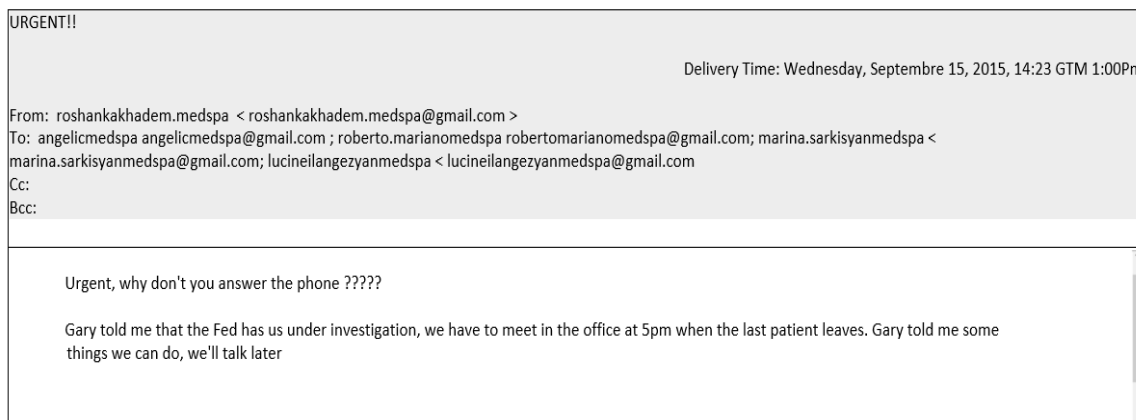 URGENT!!
Delivery Time: Wednesday, Septembre 15, 2015, 14:23 GTM 1:00Pm
From: roshankakhadem.medspa < roshankakhadem.medspa@gmail.com >
To: angelicmedspa angelicmedspa@gmail.com ; roberto.marianomedspa robertomarianomedspa@gmail.com; marina.sarkisyanmedspa <
marina.sarkisyanmedspa@gmail.com; lucineilangezyanmedspa < lucineilangezyanmedspa@gmail.com
Cc:
Bcc:
Urgent, why don't you answer the phone ?????
Gary told me that the Fed has us under investigation, we have to meet in the office at 5pm when the last patient leaves. Gary told me some
things we can do, we'll talk later